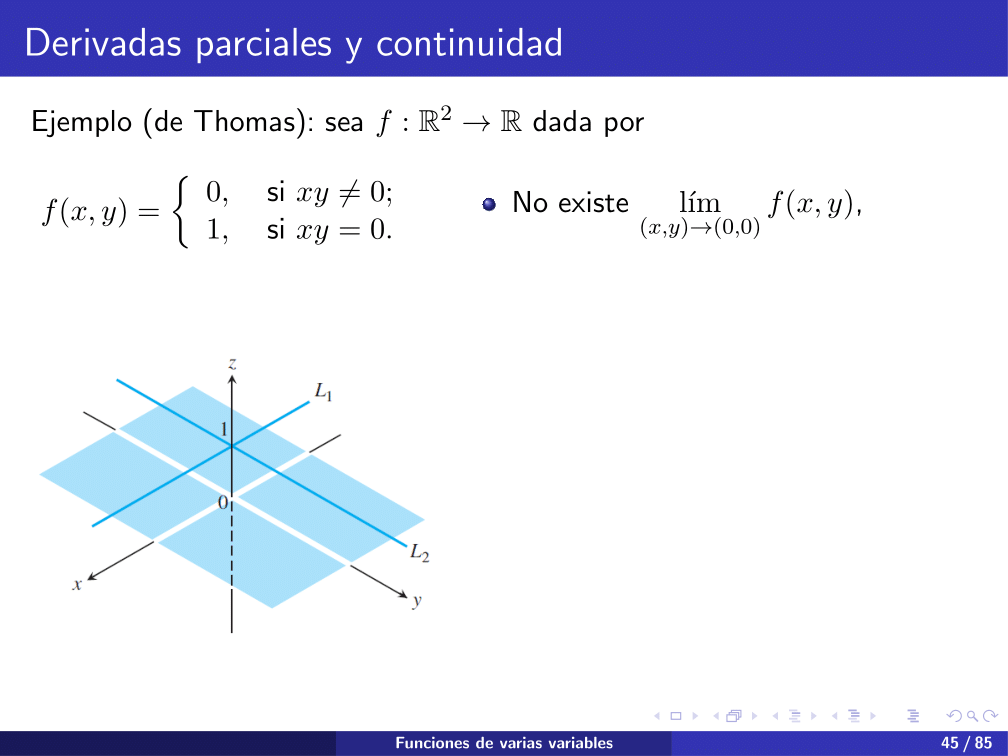 Derivadas parciales y continuidad
Ejemplo (de Thomas): sea f : ℝ² → ℝ dada por
f(x, y) = { 0, si xy ≠ 0;
1, si xy = 0.
No existe lím f(x, y),
(x,y)→(0,0)
z
L₁
1
0
L₂
x
y
Funciones de varias variables
45 / 85